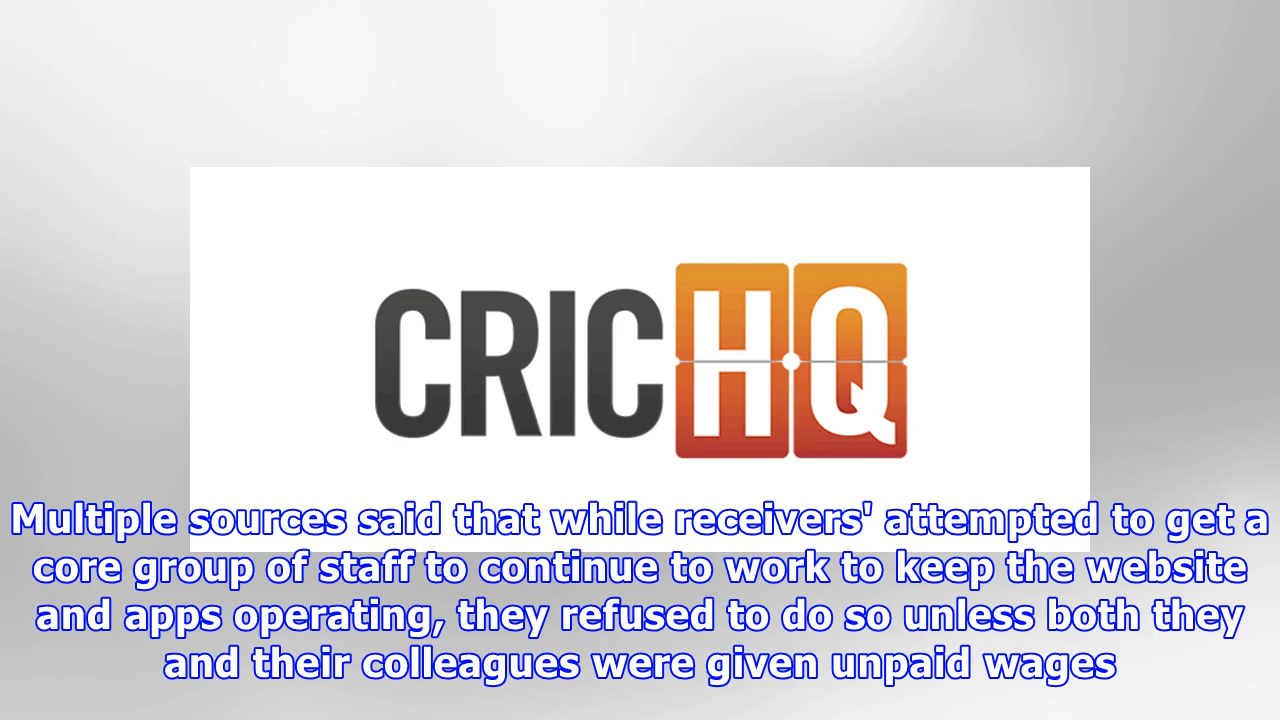 CRICHQ
Multiple sources said that while receivers' attempted to get a
core group of staff to continue to work to keep the website
and apps operating, they refused to do so unless both they
and their colleagues were given unpaid wages